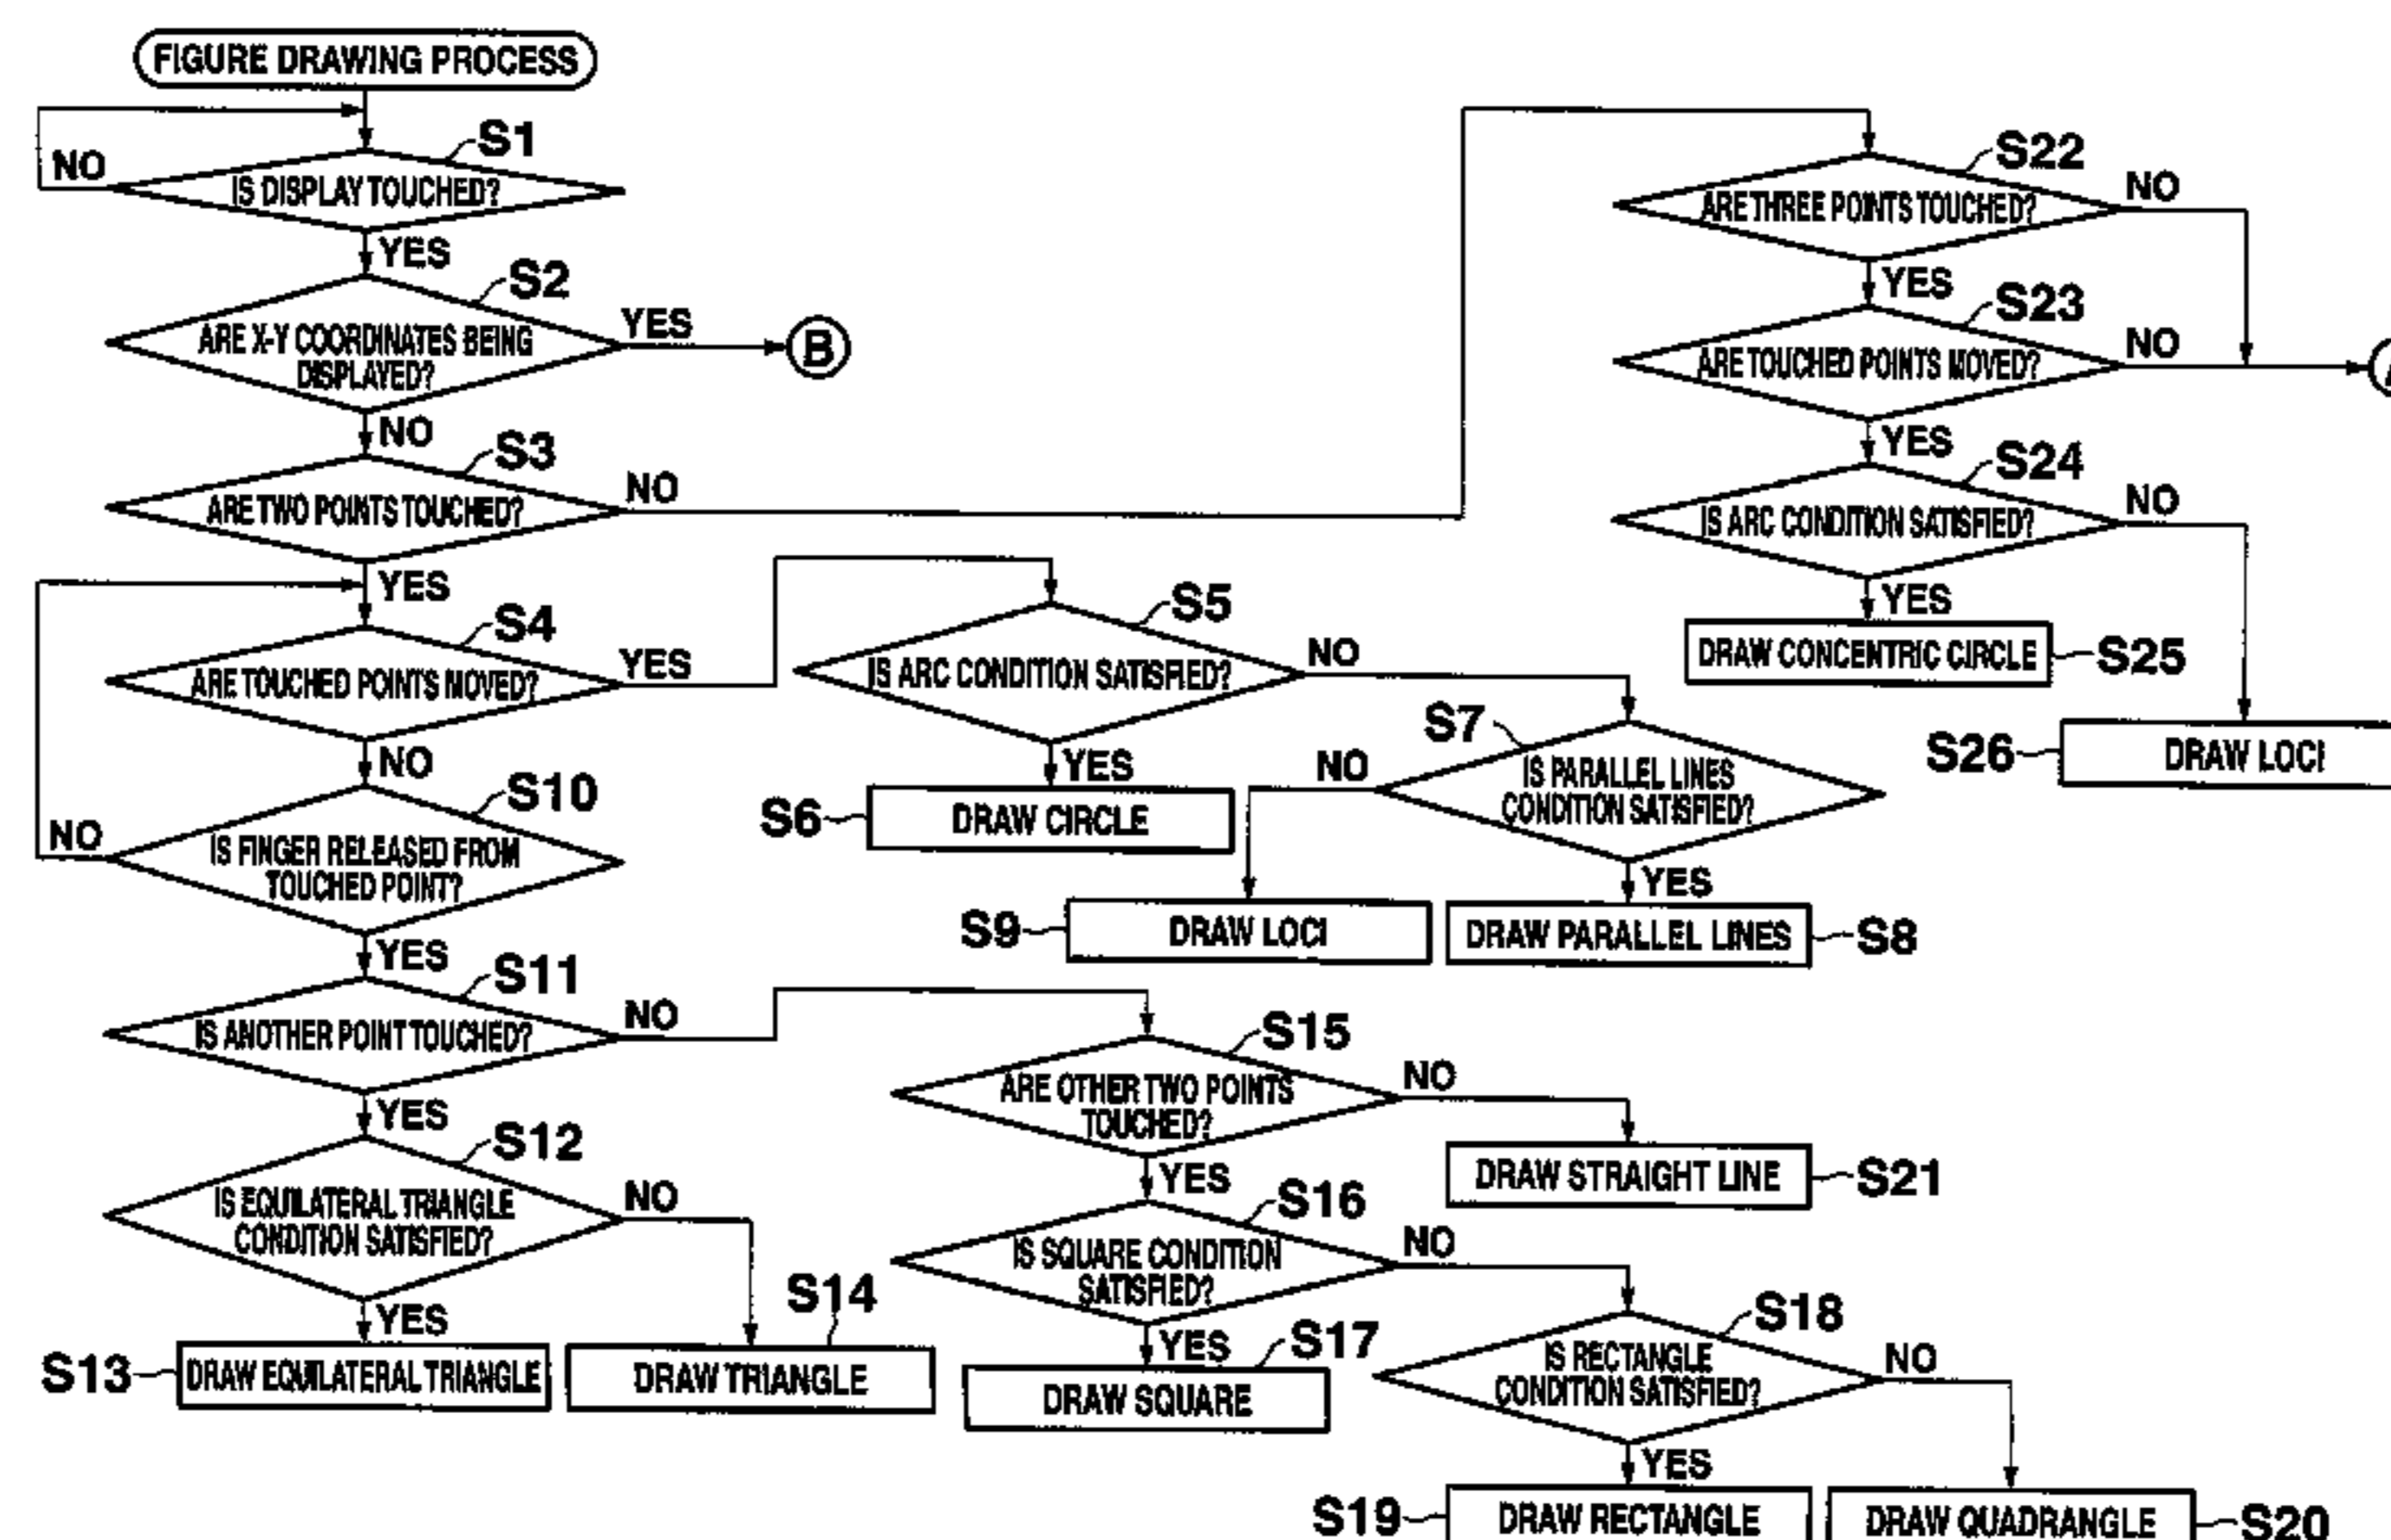 FIGURE DRAWING PROCESS
S1
NO
IS DISPLAY TOUCHED?
YES
S2
ARE X-Y COORDINATES BEING
DISPLAYED?
YES
B
NO
S3
ARE TWO POINTS TOUCHED?
NO
YES
S4
ARE TOUCHED POINTS MOVED?
YES
NO
S10
NO
IS FINGER RELEASED FROM
TOUCHED POINT?
YES
S11
IS ANOTHER POINT TOUCHED?
NO
YES
S12
IS EQUILATERAL TRIANGLE
CONDITION SATISFIED?
NO
YES
S13
DRAW EQUILATERAL TRIANGLE
S14
DRAW TRIANGLE
S5
IS ARC CONDITION SATISFIED?
NO
YES
S6
DRAW CIRCLE
S7
NO
IS PARALLEL LINES
CONDITION SATISFIED?
YES
S9
DRAW LOCI
DRAW PARALLEL LINES
S8
S15
ARE OTHER TWO POINTS
TOUCHED?
NO
YES
DRAW STRAIGHT LINE
S21
S16
IS SQUARE CONDITION
SATISFIED?
NO
YES
S17
DRAW SQUARE
S18
IS RECTANGLE
CONDITION SATISFIED?
NO
YES
S19
DRAW RECTANGLE
DRAW QUADRANGLE
S20
S22
ARE THREE POINTS TOUCHED?
NO
YES
S23
ARE TOUCHED POINTS MOVED?
NO
YES
S24
IS ARC CONDITION SATISFIED?
NO
YES
DRAW CONCENTRIC CIRCLE
S25
S26
DRAW LOCI